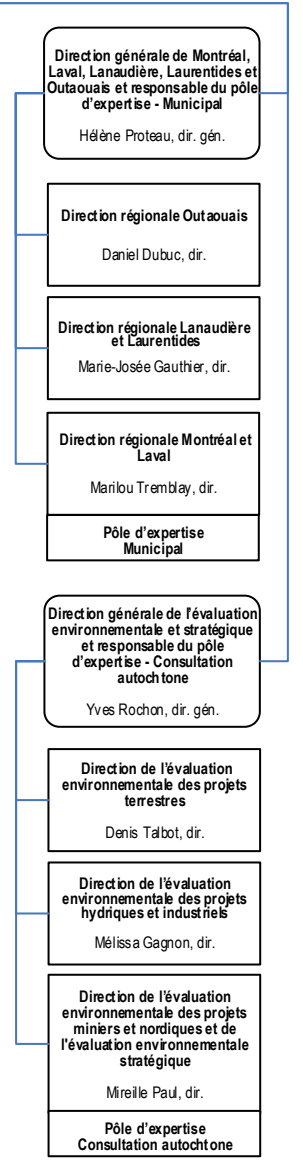 Direction générale de Montréal,
Laval, Lanaudière, Laurentides et
Outaouais et responsable du pôle
d'expertise - Municipal
Hélène Proteau, dir. gén.
Direction régionale Outaouais
Daniel Dubuc, dir.
Direction régionale Lanaudière
et Laurentides
Marie-Josée Gauthier, dir.
Direction régionale Montréal et
Laval
Marilou Tremblay, dir.
Pôle d'expertise
Municipal
Direction générale de l'évaluation
environnementale et stratégique
et responsable du pôle
d'expertise - Consultation
autochtone
Yves Rochon, dir. gén.
Direction de l'évaluation
environnementale des projets
terrestres
Denis Talbot, dir.
Direction de l'évaluation
environnementale des projets
hydriques et industriels
Mélissa Gagnon, dir.
Direction de l'évaluation
environnementale des projets
miniers et nordiques et de
l'évaluation environnementale
stratégique
Mireille Paul, dir.
Pôle d'expertise
Consultation autochtone